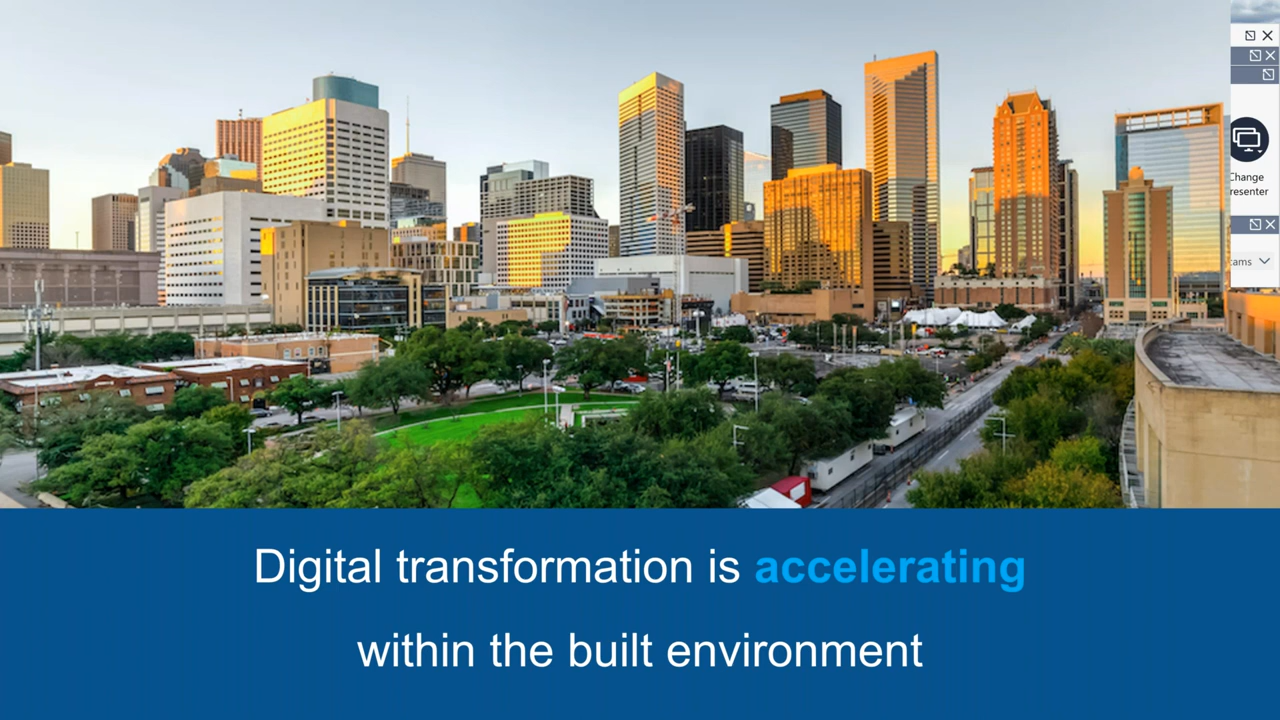 Change
resenter
ams
Digital transformation is accelerating
within the built environment